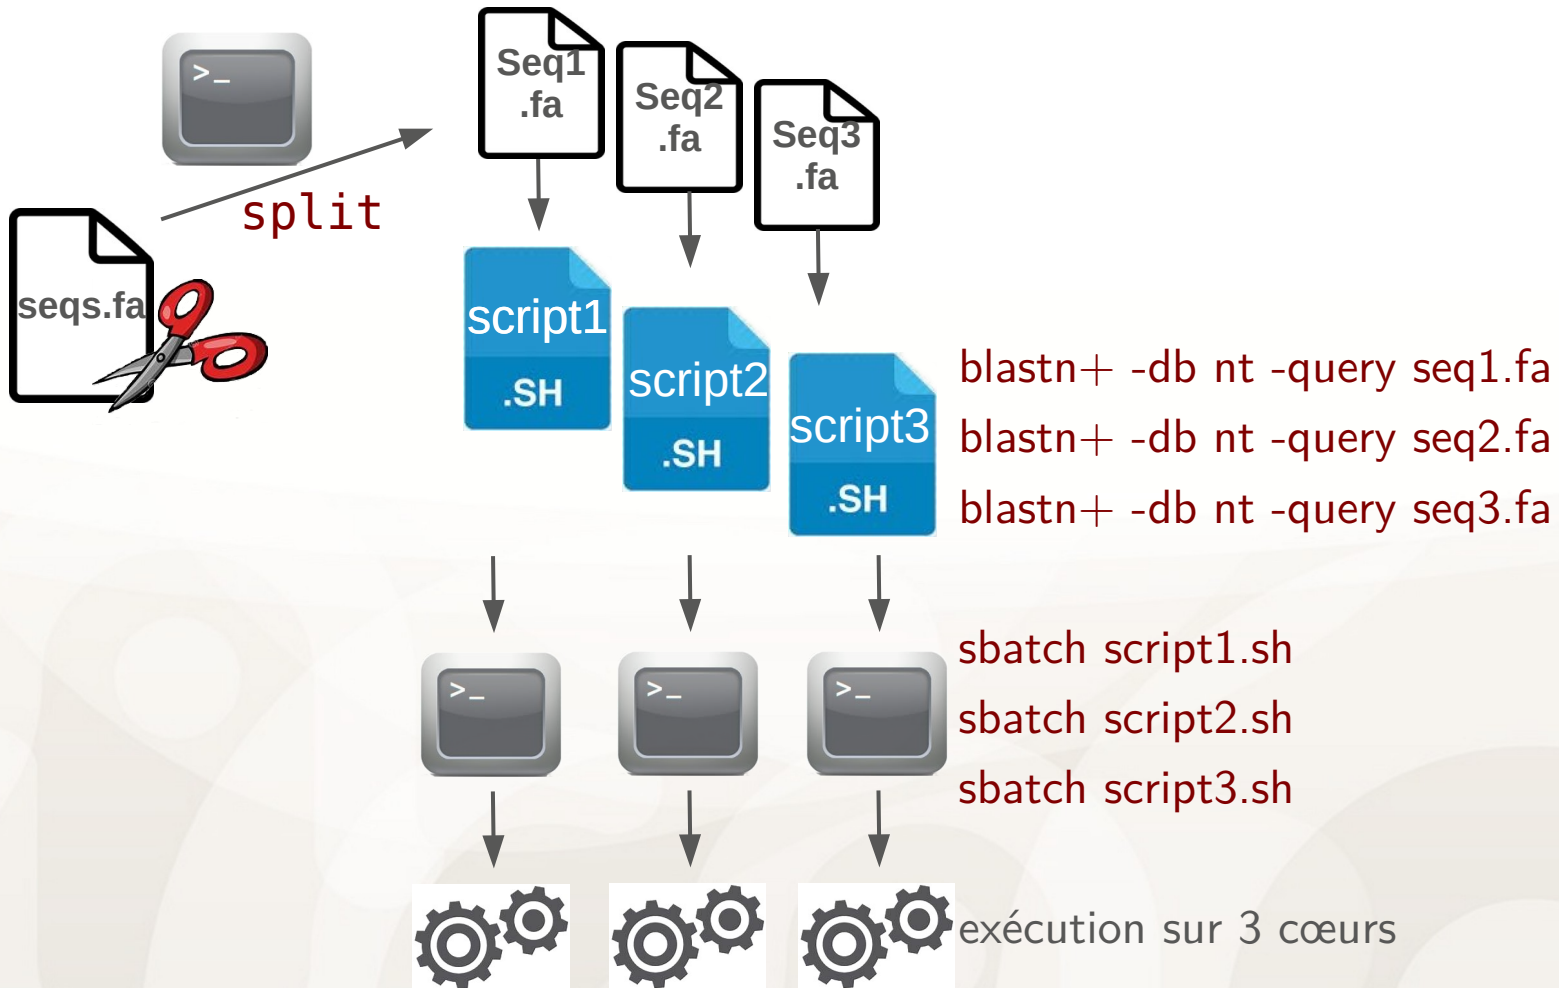 >_
Seq1
.fa
Seq2
.fa
Seq3
.fa
split
seqs.fa
script1
.SH
script2
.SH
script3
.SH
blastn+ -db nt -query seq1.fa
blastn+ -db nt -query seq2.fa
blastn+ -db nt -query seq3.fa
>_
>_
>_
sbatch script1.sh
sbatch script2.sh
sbatch script3.sh
exécution sur 3 cœurs